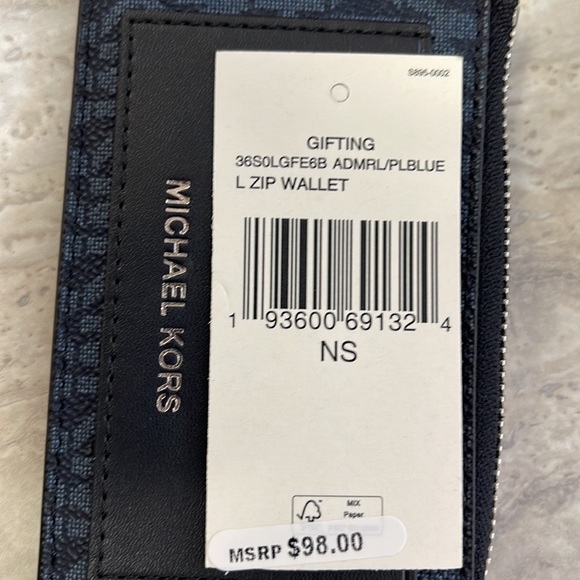 S895-0002
GIFTING
36S0LGFE6B ADMRL/PLBLUE
L ZIP WALLET
1 93600 69132 4
NS
MIX
Paper
MSRP $98.00
MICHAEL KORS